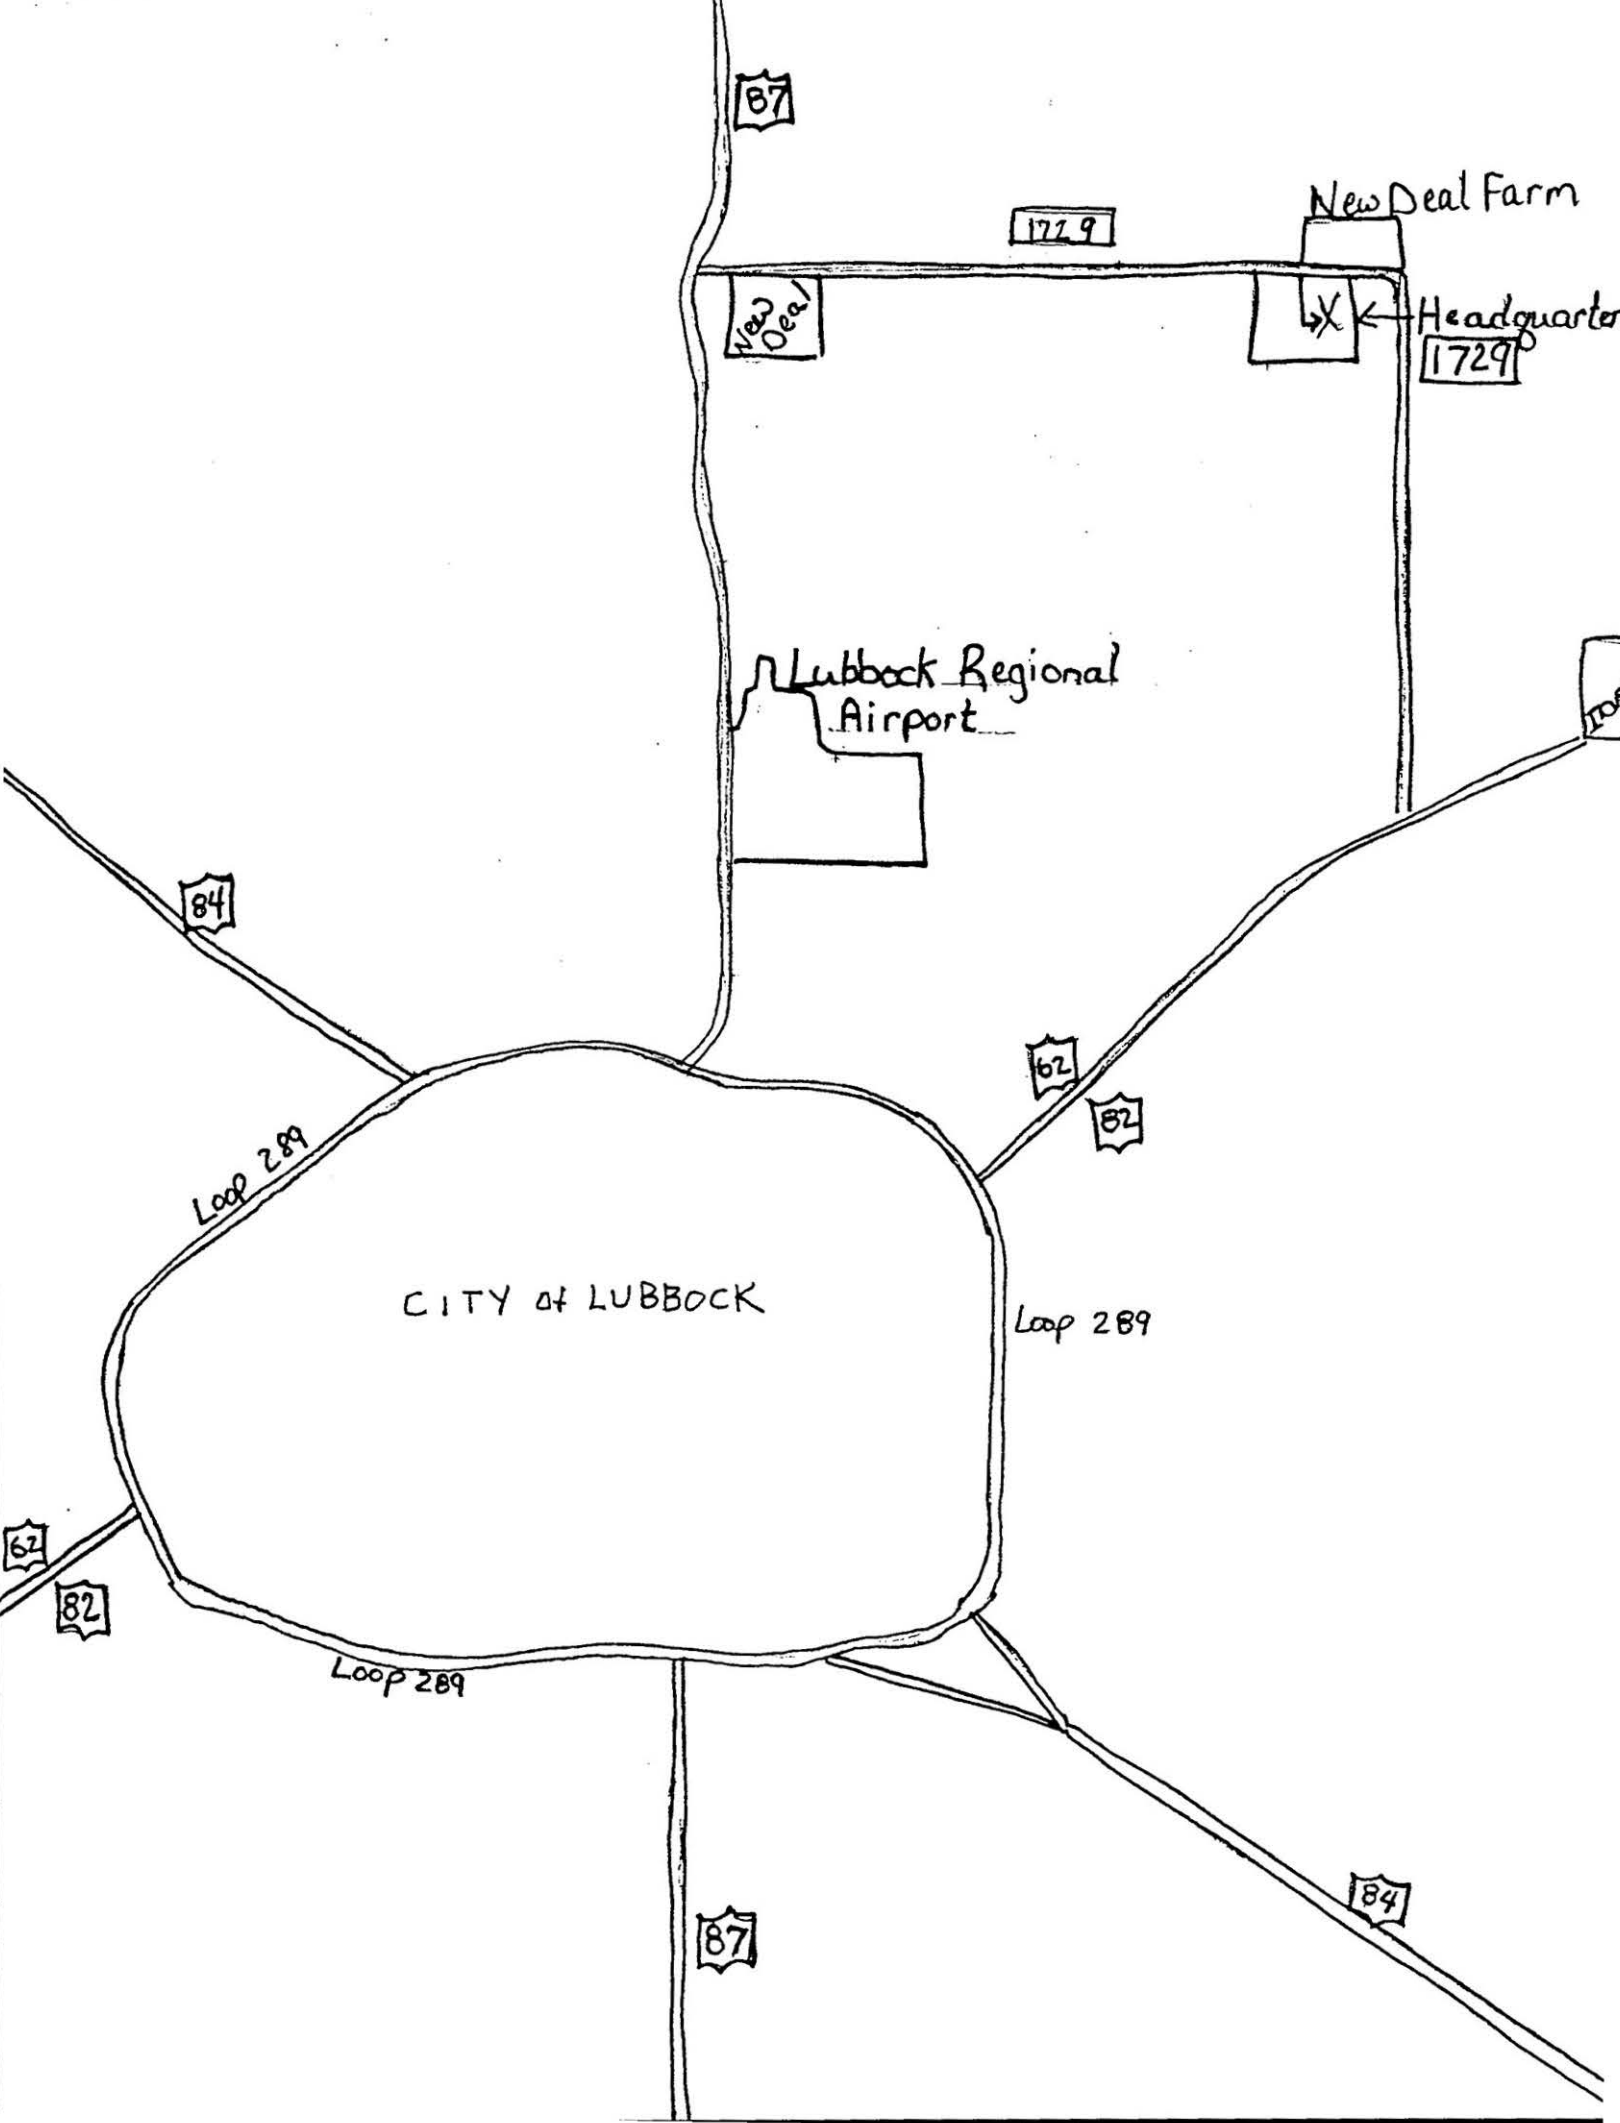 87
New Deal Farm
1729
New
Deal
X
Headquarter
1729
Lubbock Regional
Airport
84
62
82
Loop 289
CITY of LUBBOCK
Loop 289
62
82
Loop 289
84
87